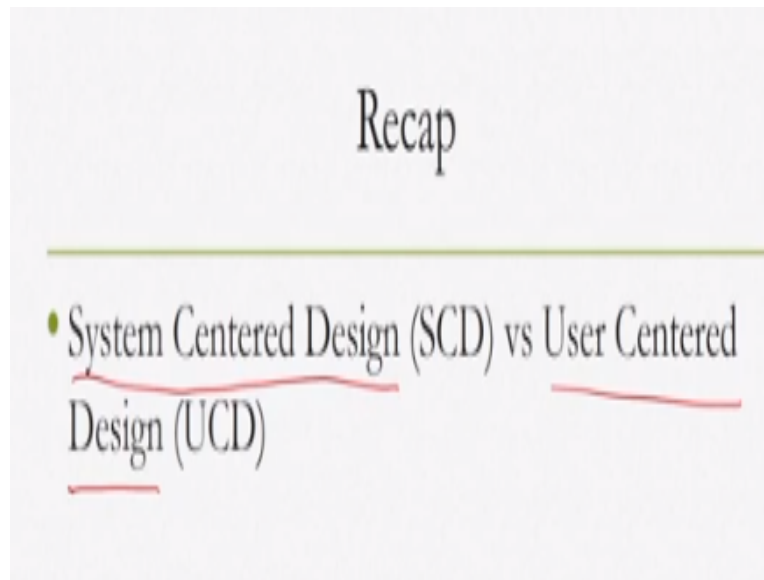 Recap
• System Centered Design (SCD) vs User Centered
Design (UCD)